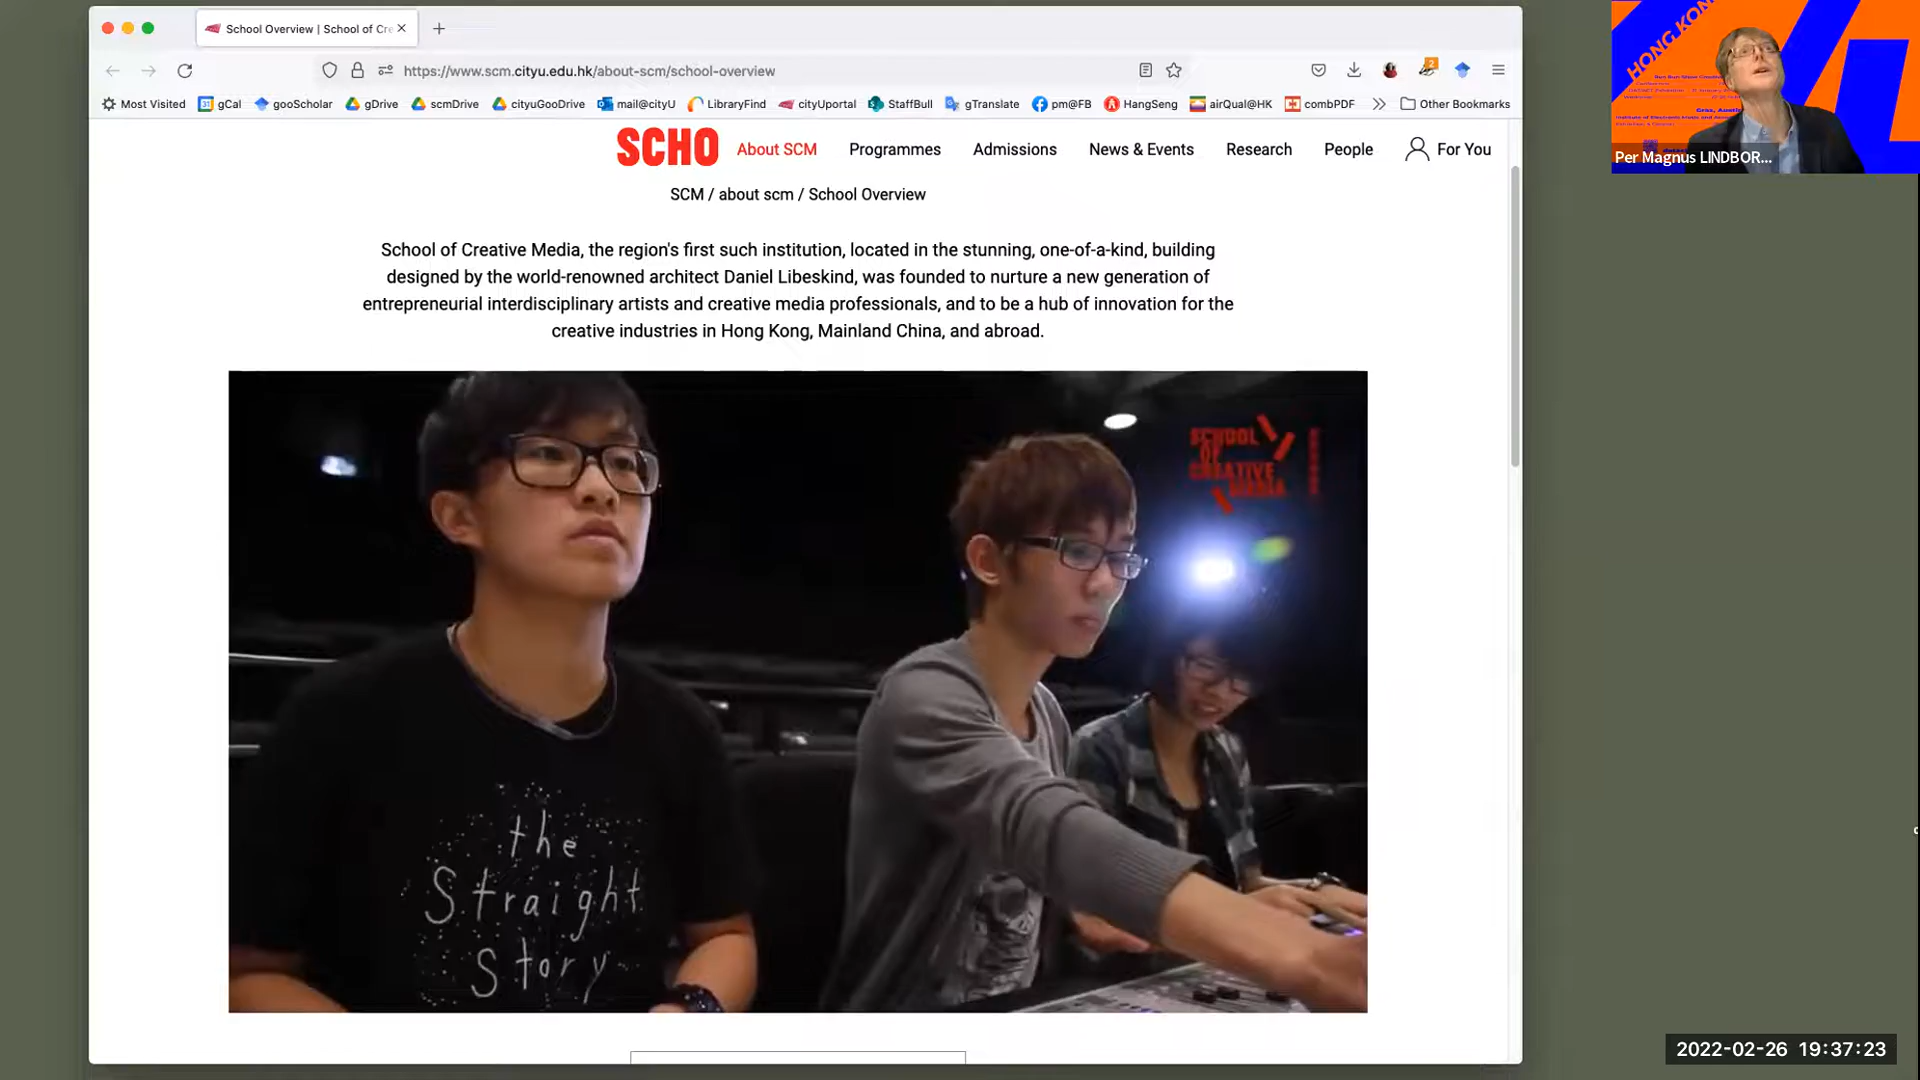 School Overview | School of Cre
https://www.scm.cityu.edu.hk/about-scm/school-overview
2
Most Visited
gCal
gooScholar
gDrive
scmDrive
cityuGooDrive
mail@cityU
LibraryFind
cityUportal
StaffBull
gTranslate
pm@FB
HangSeng
airQual@HK
combPDF
Other Bookmarks
SCHO
About SCM
Programmes
Admissions
News & Events
Research
People
For You
SCM / about scm / School Overview
School of Creative Media, the region's first such institution, located in the stunning, one-of-a-kind, building
designed by the world-renowned architect Daniel Libeskind, was founded to nurture a new generation of
entrepreneurial interdisciplinary artists and creative media professionals, and to be a hub of innovation for the
creative industries in Hong Kong, Mainland China, and abroad.
SCHOOL
OF
CREATIVE
MEDIA
the
Straight
Story
HONG KON
Per Magnus LINDBOR...
2022-02-26 19:37:23